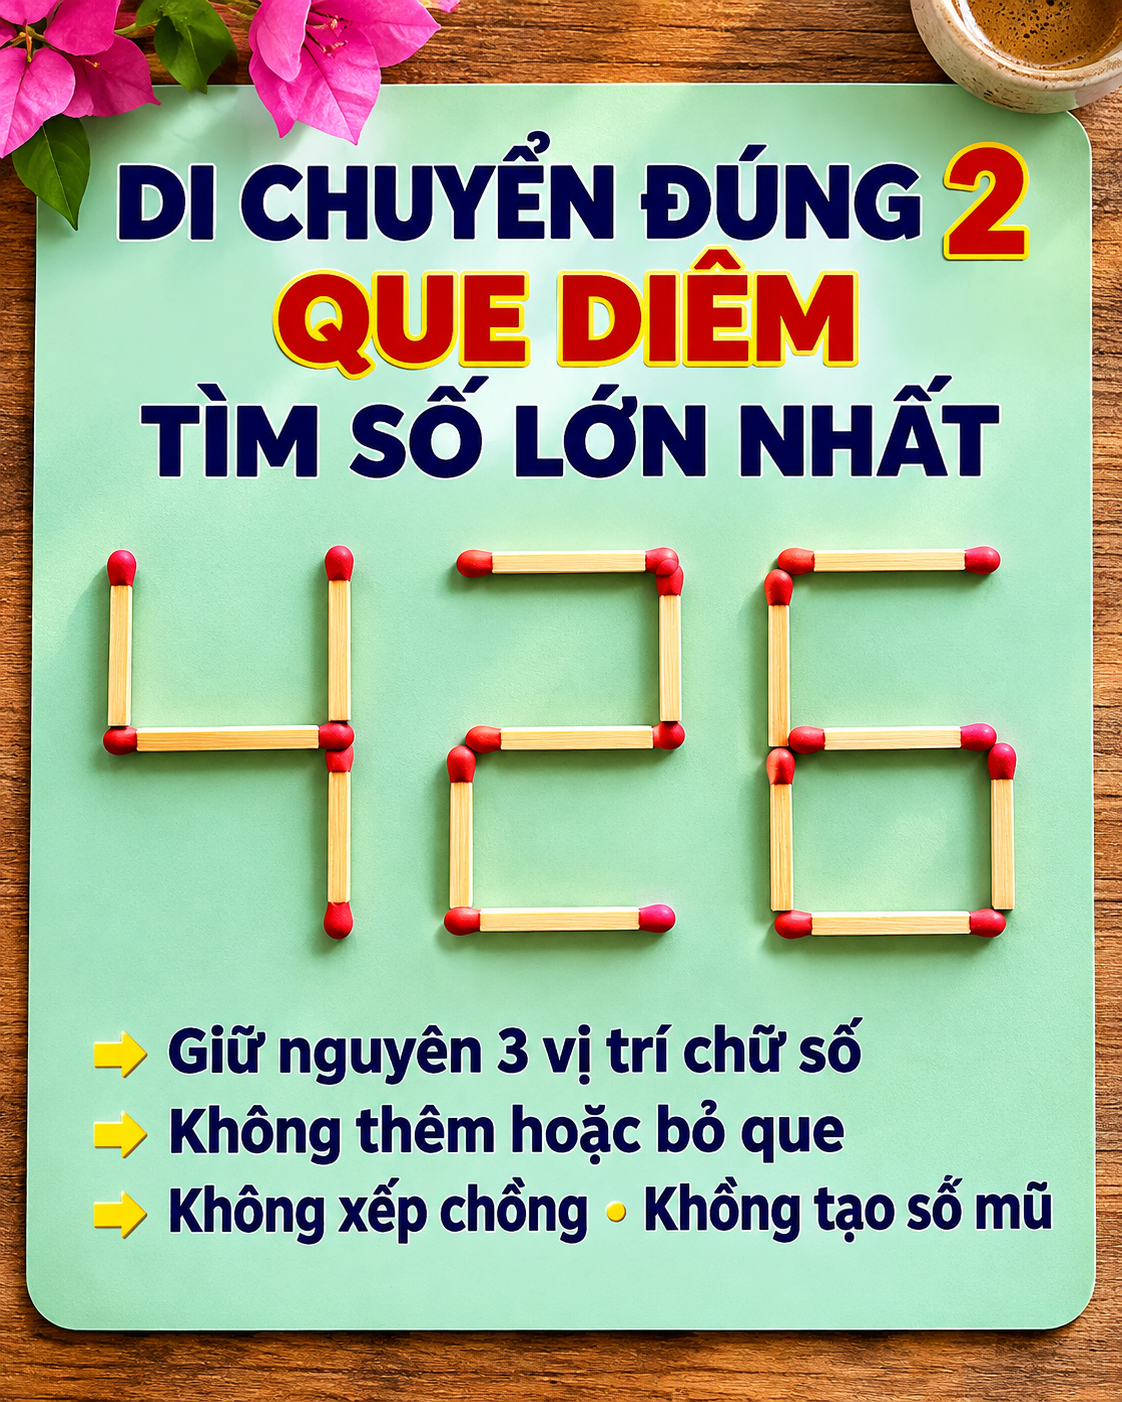 DI CHUYỂN ĐÚNG 2
QUE DIÊM
TÌM SỐ LỚN NHẤT
426
Giữ nguyên 3 vị trí chữ số
Không thêm hoặc bỏ que
Không xếp chồng • Khồng tạo số mũ